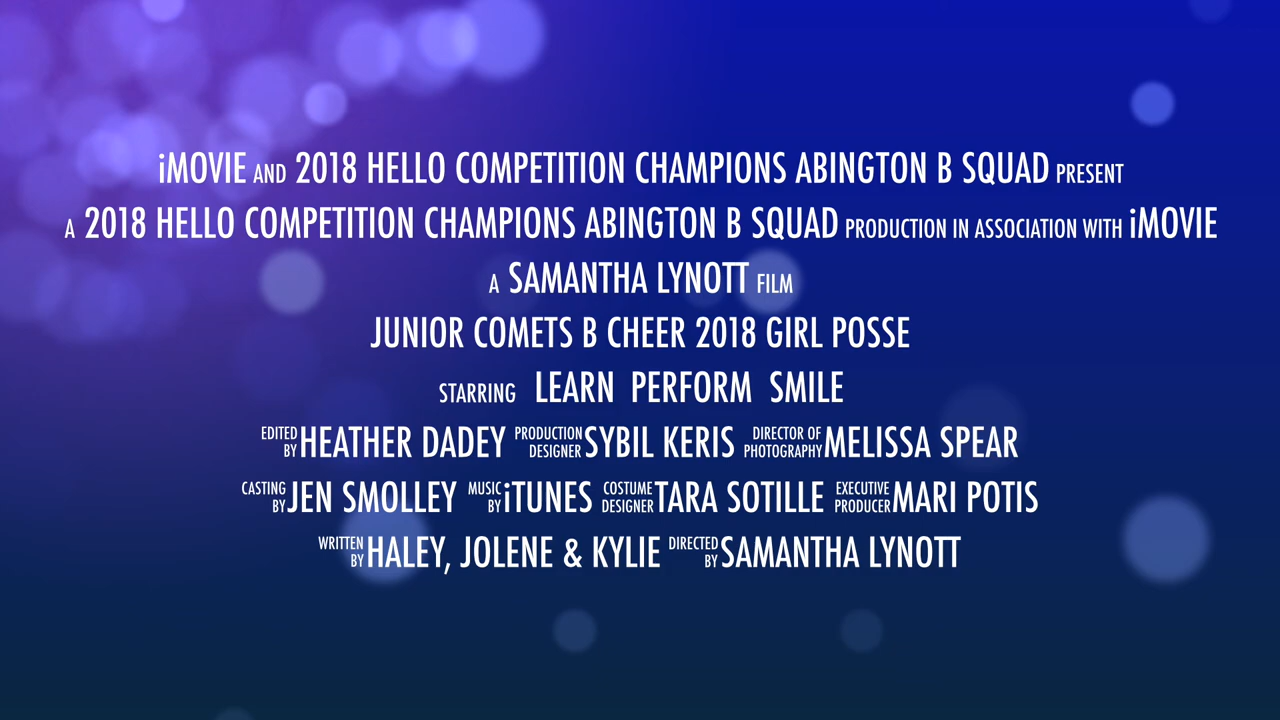 iMOVIE AND 2018 HELLO COMPETITION CHAMPIONS ABINGTON B SQUAD PRESENT
A 2018 HELLO COMPETITION CHAMPIONS ABINGTON B SQUAD PRODUCTION IN ASSOCIATION WITH iMOVIE
A SAMANTHA LYNOTT FILM
JUNIOR COMETS B CHEER 2018 GIRL POSSE
STARRING LEARN PERFORM SMILE
EDITED BY HEATHER DADEY PRODUCTION DESIGNER SYBIL KERIS DIRECTOR OF PHOTOGRAPHY MELISSA SPEAR
CASTING BY JEN SMOLLEY MUSIC BY iTUNES COSTUME DESIGNER TARA SOTILLE EXECUTIVE PRODUCER MARI POTIS
WRITTEN BY HALEY, JOLENE & KYLIE DIRECTED BY SAMANTHA LYNOTT